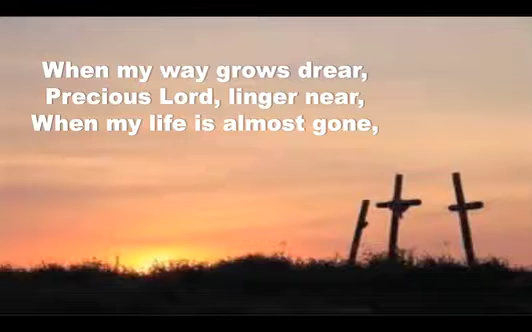 When my way grows drear,
Precious Lord, linger near,
When my life is almost gone,